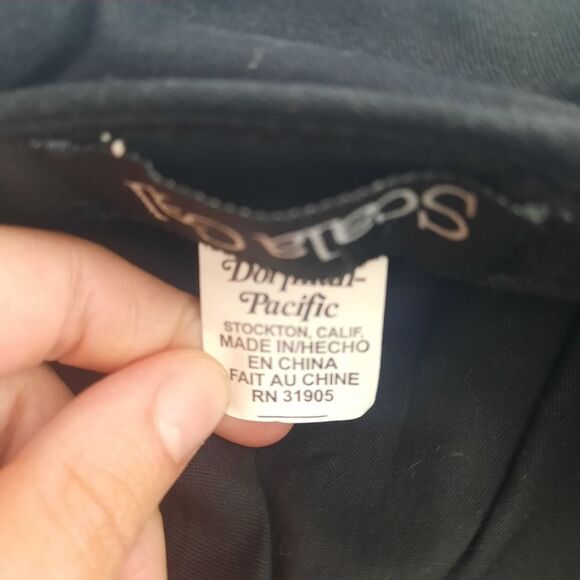 Scala
Dorfman-
Pacific
STOCKTON, CALIF.
MADE IN/HECHO
EN CHINA
FAIT AU CHINE
RN 31905